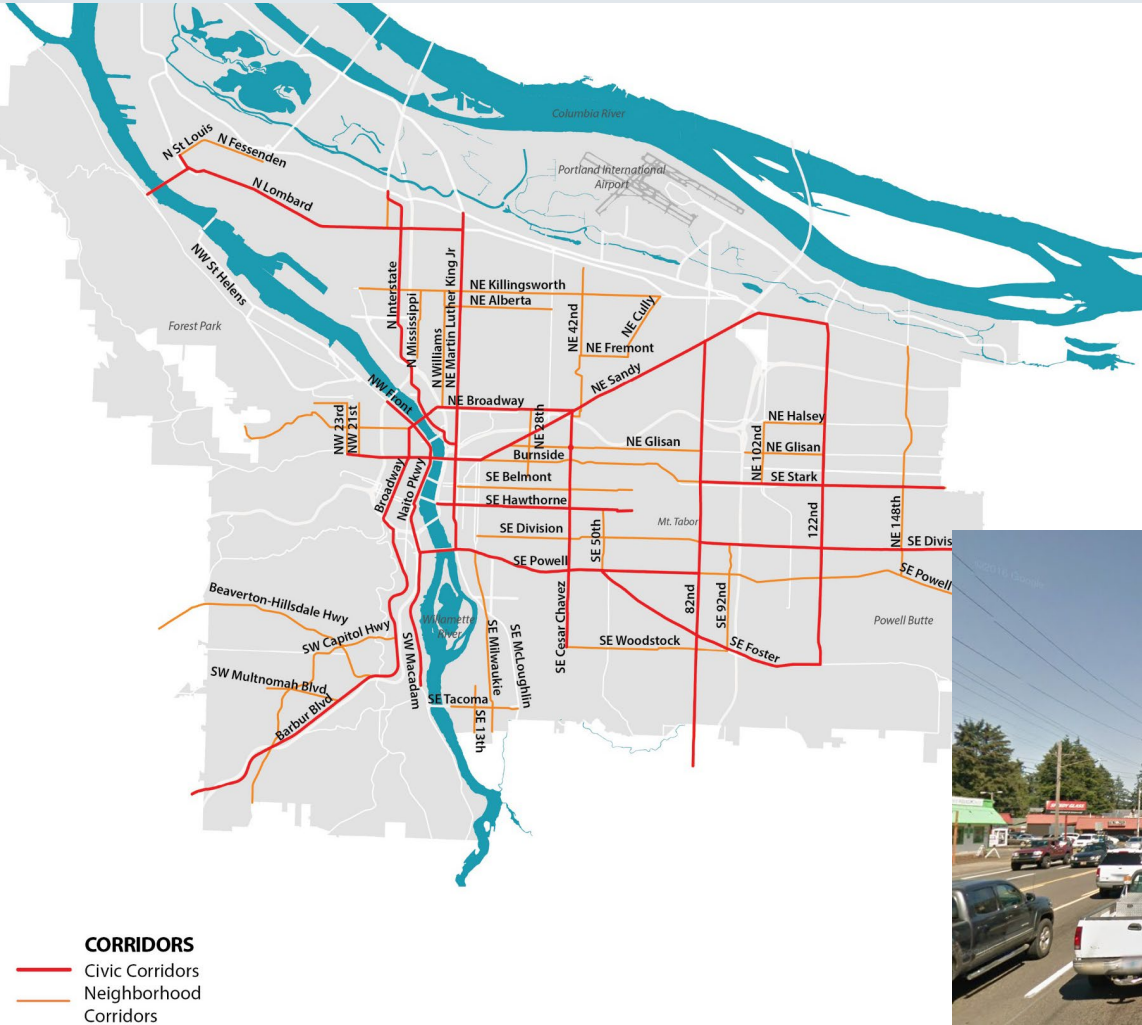 Columbia River
Portland International
Airport
N St Louis
N Fessenden
N Lombard
NW St Helens
Forest Park
N Interstate
N Mississippi
N Williams
NE Martin Luther King Jr
NE Killingsworth
NE Alberta
NE 42nd
NE Cully
NE Fremont
NE Sandy
NW Front
NE Broadway
NW 23rd
NW 21st
NE 28th
NE Halsey
NE Glisan
NE 102nd
NE Glisan
Burnside
SE Stark
SE Belmont
Broadway
Naito Pkwy
SE Hawthorne
Mt. Tabor
122nd
NE 148th
SE Division
SE 50th
SE Divis
SE Powell
SE Powell
Beaverton-Hillsdale Hwy
Willamette
River
SE Cesar Chavez
82nd
SE 92nd
Powell Butte
SW Capitol Hwy
SW Macadam
SE Milwaukie
SE McLoughlin
SE Woodstock
SE Foster
SW Multnomah Blvd
Barbur Blvd
SE Tacoma
SE 13th
CORRIDORS
Civic Corridors
Neighborhood
Corridors